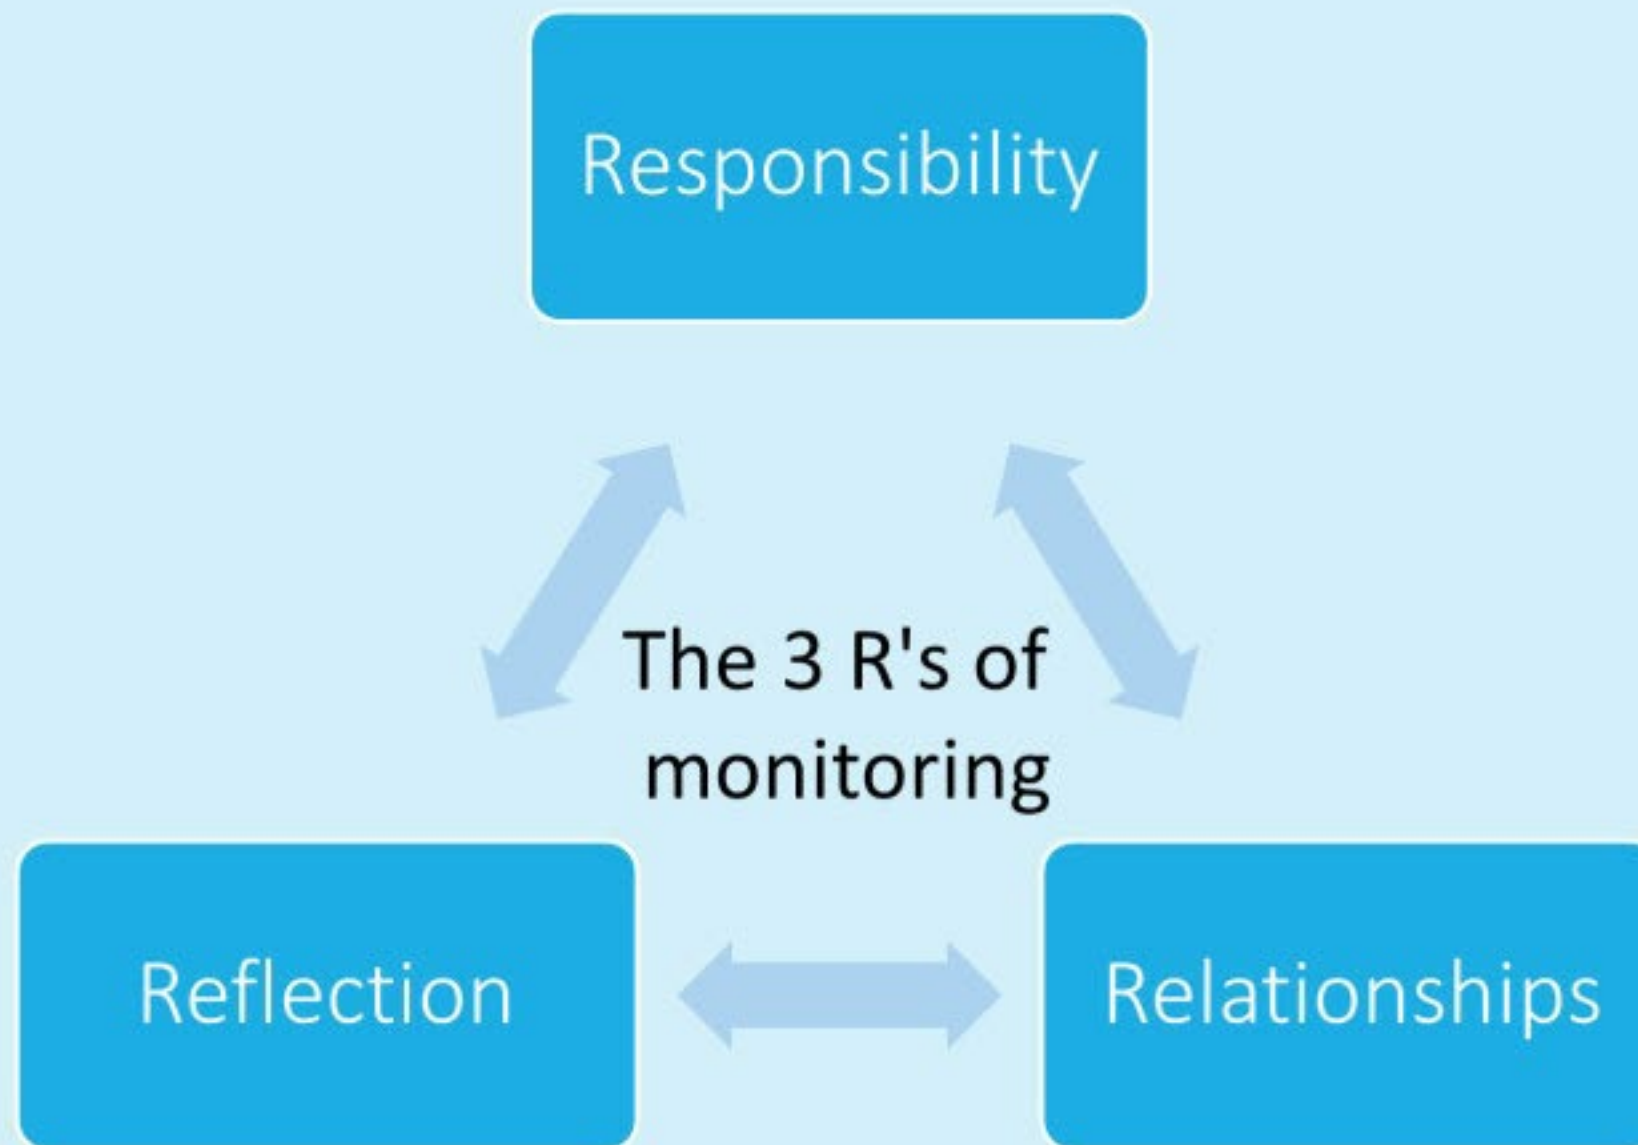 Responsibility
The 3 R's of
monitoring
Reflection
Relationships